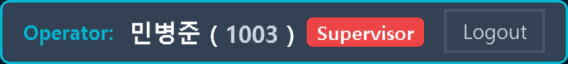 Operator: 민병준 ( 1003 ) Supervisor Logout